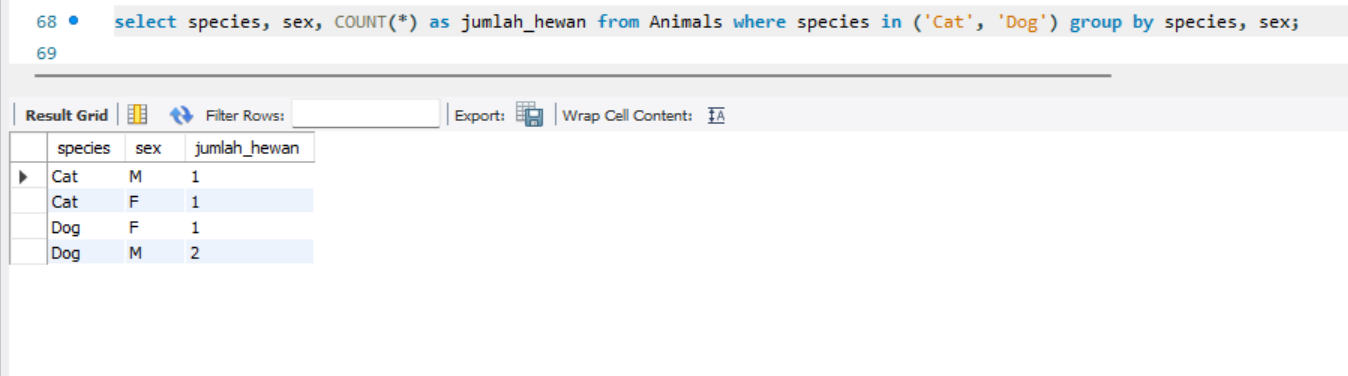 68 select species, sex, COUNT(*) as jumlah_hewan from Animals where species in ('Cat', 'Dog') group by species, sex;
69
Result Grid Filter Rows: Export: Wrap Cell Content: IA
species sex jumlah_hewan
Cat M 1
Cat F 1
Dog F 1
Dog M 2